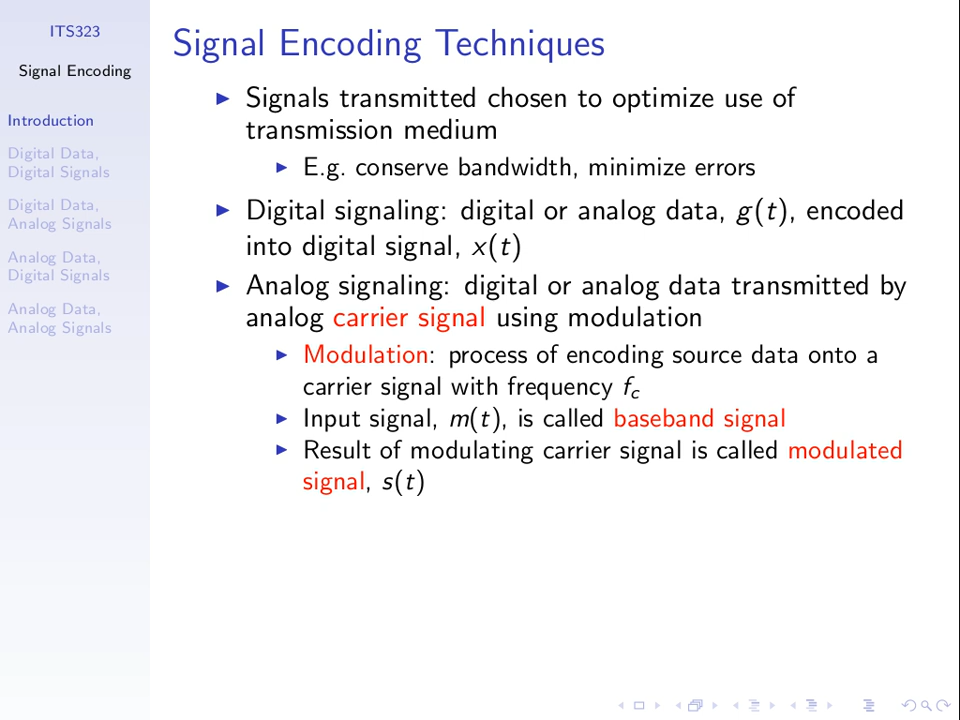 ITS323
Signal Encoding
Introduction
Digital Data,
Digital Signals
Digital Data,
Analog Signals
Analog Data,
Digital Signals
Analog Data,
Analog Signals
Signal Encoding Techniques
Signals transmitted chosen to optimize use of
transmission medium
E.g. conserve bandwidth, minimize errors
Digital signaling: digital or analog data, g(t), encoded
into digital signal, x(t)
Analog signaling: digital or analog data transmitted by
analog carrier signal using modulation
Modulation: process of encoding source data onto a
carrier signal with frequency f_c
Input signal, m(t), is called baseband signal
Result of modulating carrier signal is called modulated
signal, s(t)